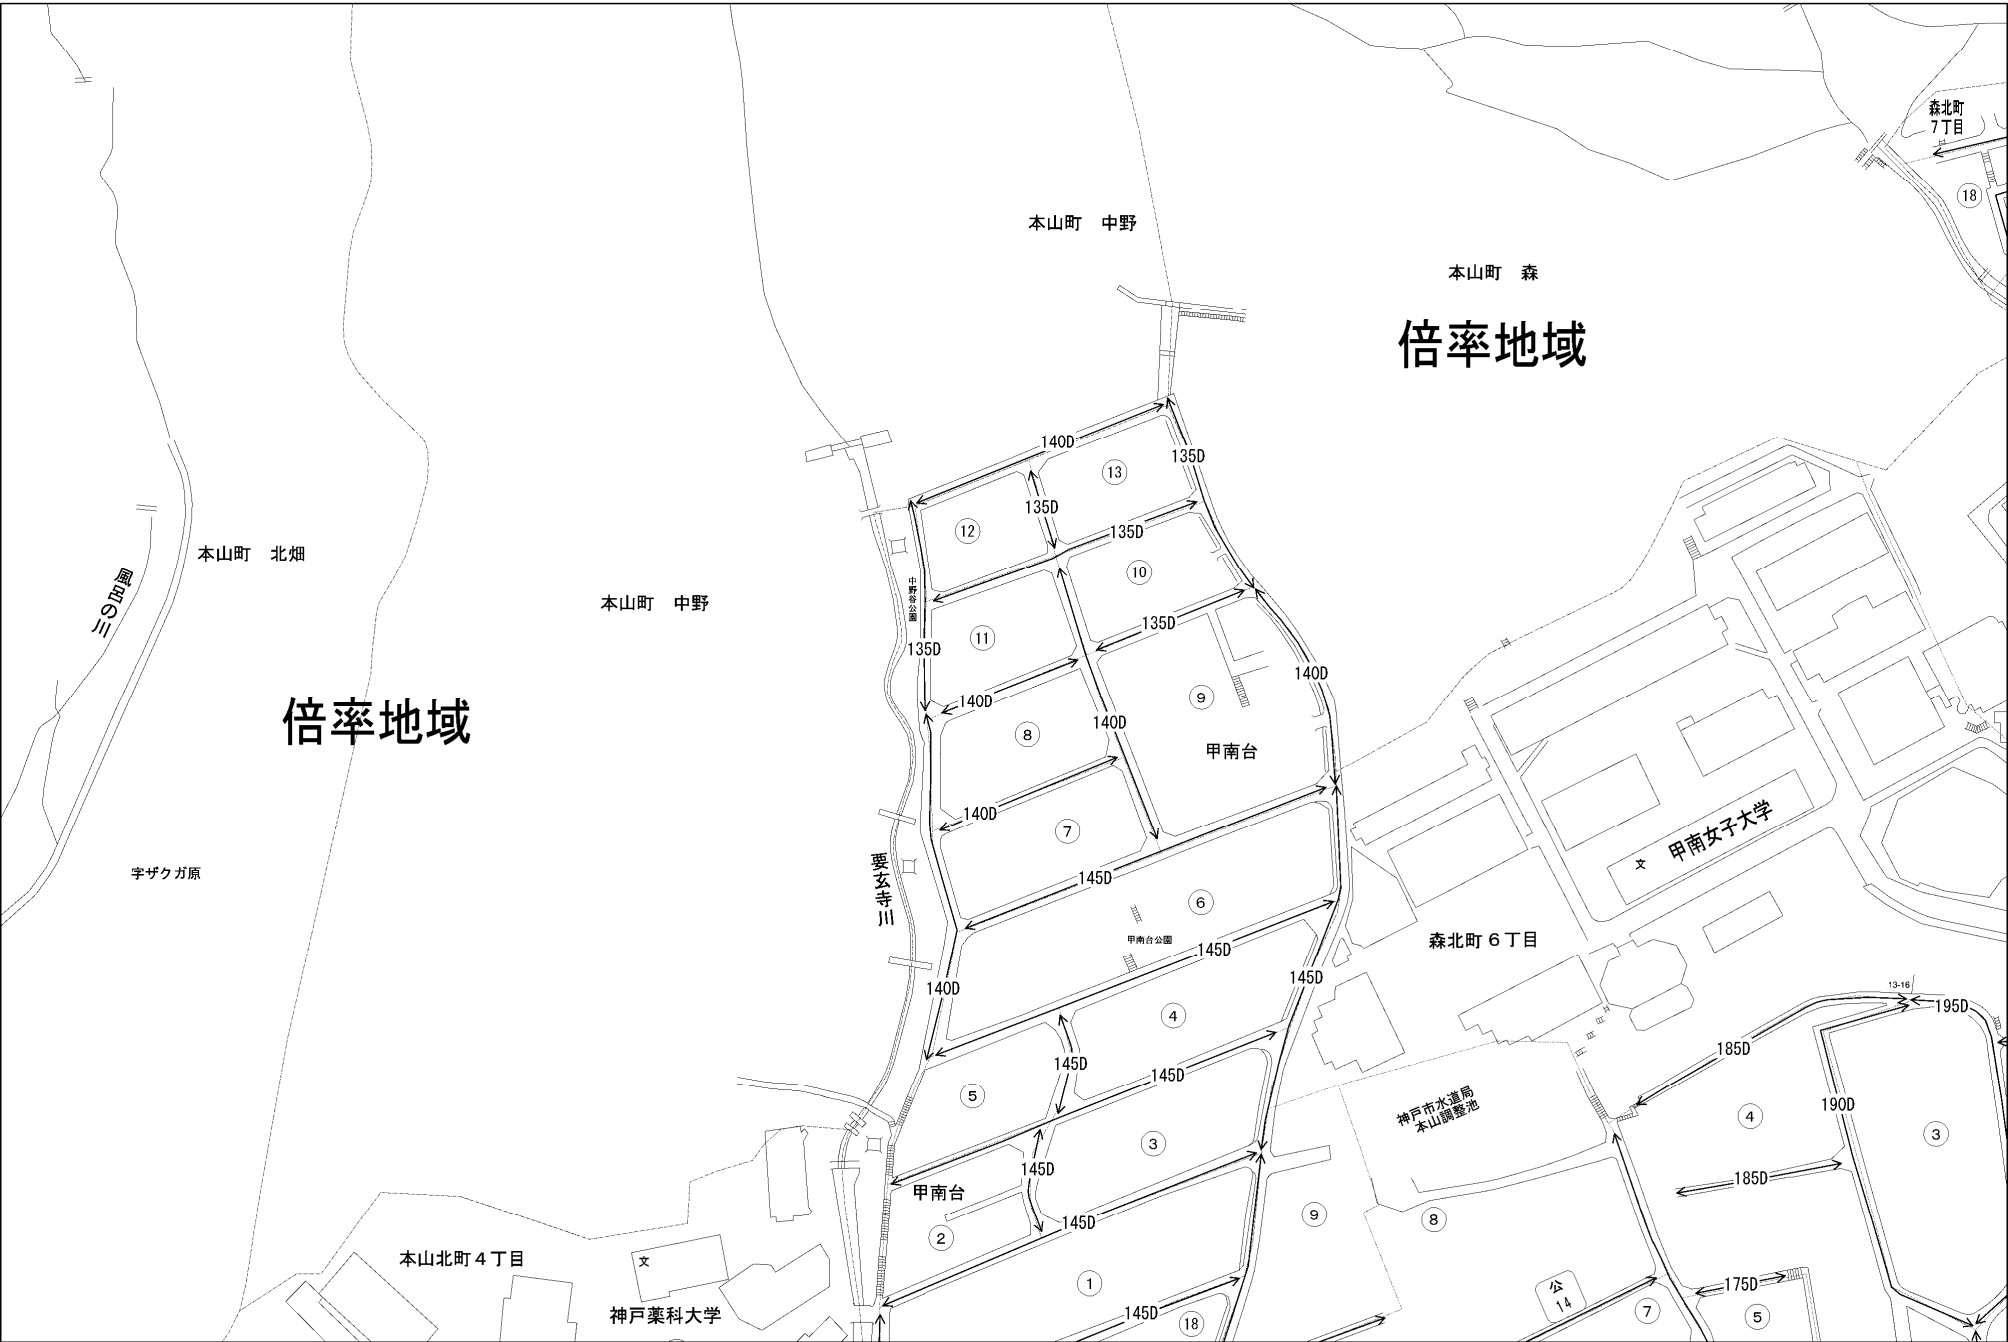 森北町
7丁目
18
本山町 中野
本山町 森
倍率地域
140D
13
135D
135D
12
135D
本山町 北畑
10
風呂の川
中野谷公園
本山町 中野
135D
11
135D
140D
9
140D
倍率地域
140D
8
甲南台
140D
7
甲南女子大学
文
字ザクガ原
145D
要玄寺川
6
甲南台公園
森北町6丁目
145D
145D
140D
13-16
195D
4
185D
145D
145D
5
神戸市水道局
本山調整池
190D
4
3
3
145D
185D
甲南台
145D
9
8
2
本山北町4丁目
文
1
175D
公
14
神戸薬科大学
145D
18
7
5